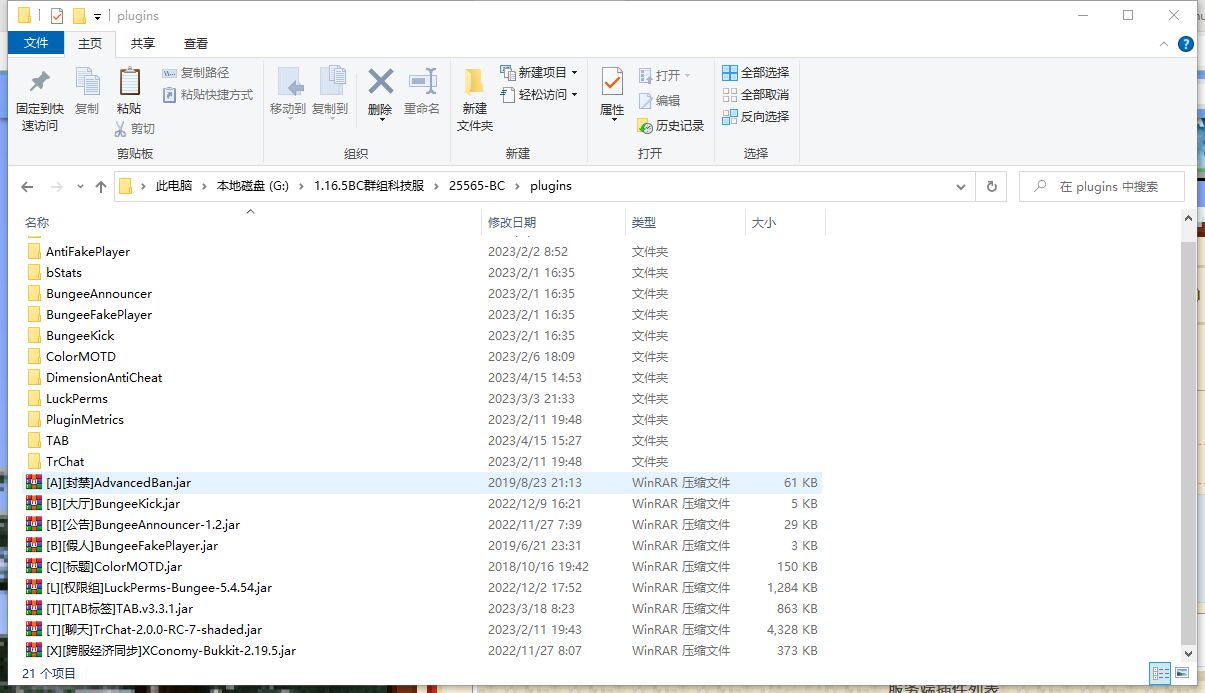 plugins
文件 主页 共享 查看
固定到快速访问 复制 粘贴 复制路径 粘贴快捷方式 剪切 移动到 复制到 删除 重命名 新建文件夹 新建项目 轻松访问 属性 打开 编辑 历史记录 全部选择 全部取消 反向选择
剪贴板 组织 新建 打开 选择
此电脑 本地磁盘 (G:) 1.16.5BC群组科技服 25565-BC plugins 在 plugins 中搜索
名称 修改日期 类型 大小
AntiFakePlayer 2023/2/2 8:52 文件夹
bStats 2023/2/1 16:35 文件夹
BungeeAnnouncer 2023/2/1 16:35 文件夹
BungeeFakePlayer 2023/2/1 16:35 文件夹
BungeeKick 2023/2/1 16:35 文件夹
ColorMOTD 2023/2/6 18:09 文件夹
DimensionAntiCheat 2023/4/15 14:53 文件夹
LuckPerms 2023/3/3 21:33 文件夹
PluginMetrics 2023/2/11 19:48 文件夹
TAB 2023/4/15 15:27 文件夹
TrChat 2023/2/11 19:48 文件夹
[A][封禁]AdvancedBan.jar 2019/8/23 21:13 WinRAR 压缩文件 61 KB
[B][大厅]BungeeKick.jar 2022/12/9 16:21 WinRAR 压缩文件 5 KB
[B][公告]BungeeAnnouncer-1.2.jar 2022/11/27 7:39 WinRAR 压缩文件 29 KB
[B][假人]BungeeFakePlayer.jar 2019/6/21 23:31 WinRAR 压缩文件 3 KB
[C][标题]ColorMOTD.jar 2018/10/16 19:42 WinRAR 压缩文件 150 KB
[L][权限组]LuckPerms-Bungee-5.4.54.jar 2022/12/2 17:52 WinRAR 压缩文件 1,284 KB
[T][TAB标签]TAB.v3.3.1.jar 2023/3/18 8:23 WinRAR 压缩文件 863 KB
[T][聊天]TrChat-2.0.0-RC-7-shaded.jar 2023/2/11 19:43 WinRAR 压缩文件 4,328 KB
[X][跨服经济同步]XConomy-Bukkit-2.19.5.jar 2022/11/27 8:07 WinRAR 压缩文件 373 KB
21 个项目